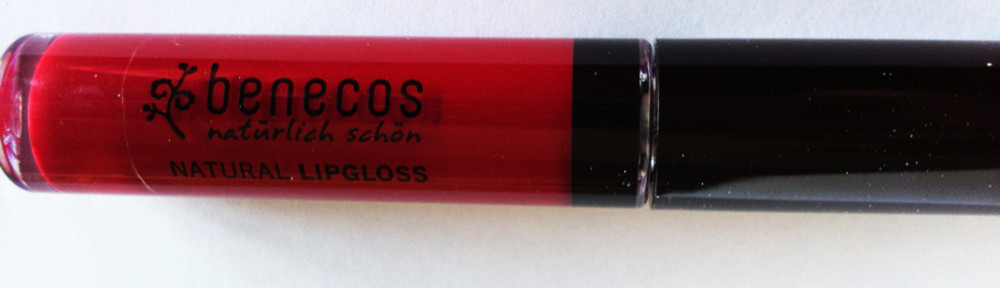 benecos
natürlich schön
NATURAL LIPGLOSS